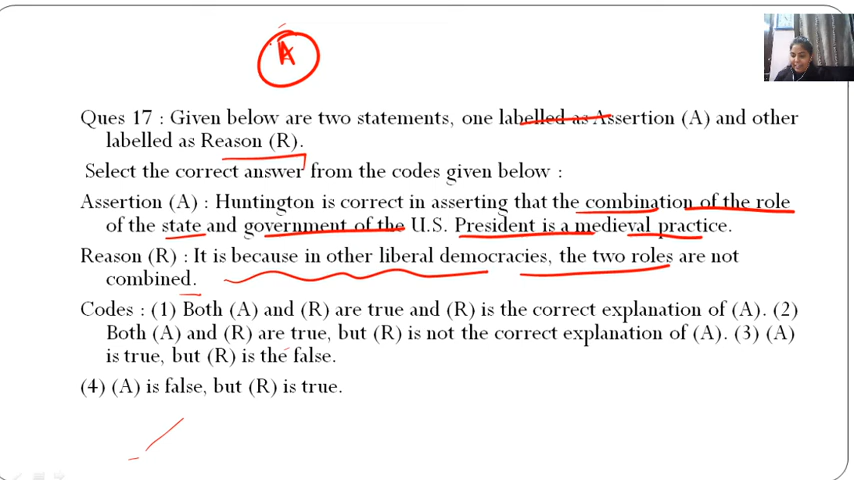 A
Ques 17 : Given below are two statements, one labelled as Assertion (A) and other
labelled as Reason (R).
Select the correct answer from the codes given below :
Assertion (A) : Huntington is correct in asserting that the combination of the role
of the state and government of the U.S. President is a medieval practice.
Reason (R) : It is because in other liberal democracies, the two roles are not
combined.
Codes : (1) Both (A) and (R) are true and (R) is the correct explanation of (A). (2)
Both (A) and (R) are true, but (R) is not the correct explanation of (A). (3) (A)
is true, but (R) is the false.
(4) (A) is false, but (R) is true.